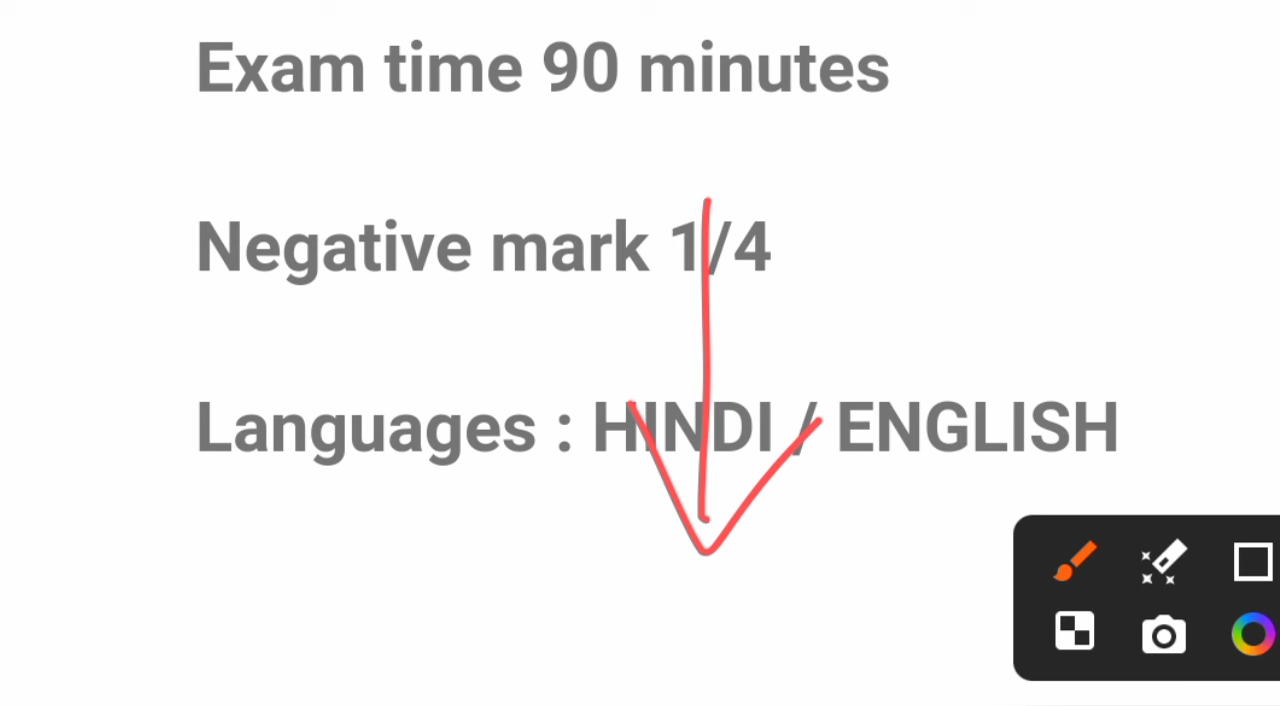 Exam time 90 minutes
Negative mark 1/4
Languages : HINDI / ENGLISH